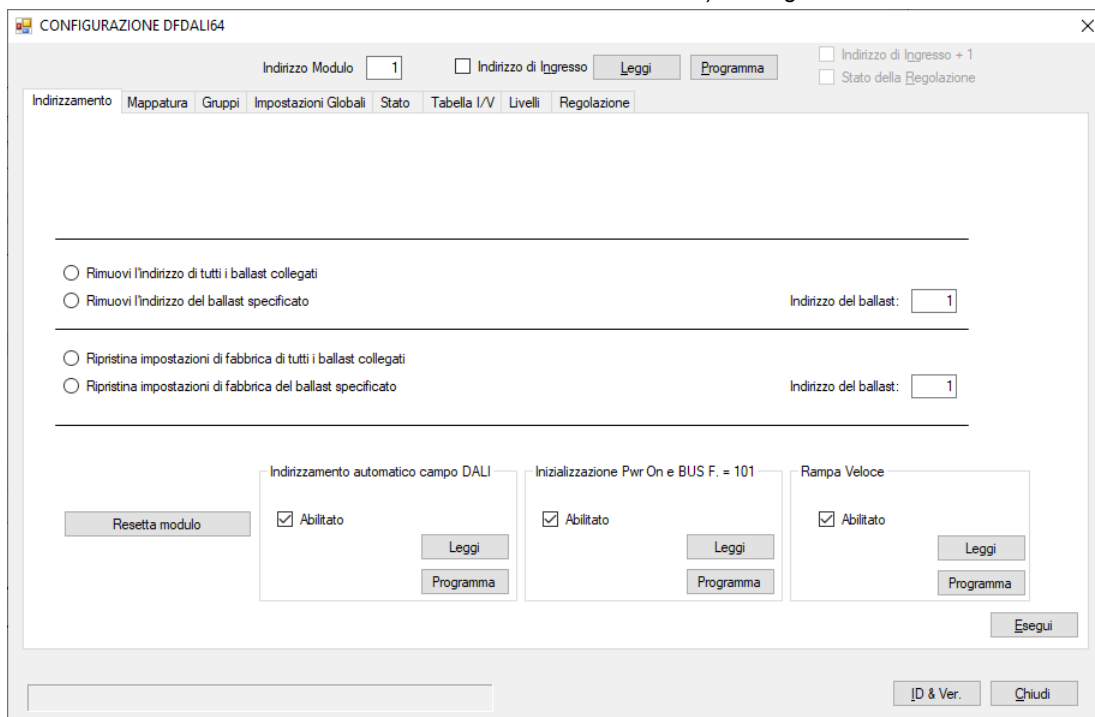 CONFIGURAZIONE DFDALI64
Indirizzo Modulo 1 Indirizzo di Ingresso Leggi Programma Indirizzo di Ingresso + 1
Stato della Regolazione
Indirizzamento Mappatura Gruppi Impostazioni Globali Stato Tabella I/V Livelli Regolazione
Rimuovi l'indirizzo di tutti i ballast collegati
Rimuovi l'indirizzo del ballast specificato Indirizzo del ballast: 1
Ripristina impostazioni di fabbrica di tutti i ballast collegati
Ripristina impostazioni di fabbrica del ballast specificato Indirizzo del ballast: 1
Indirizzamento automatico campo DALI Inizializzazione Pwr On e BUS F. = 101 Rampa Veloce
Resetta modulo Abilitato Abilitato Abilitato
Leggi Leggi Leggi
Programma Programma Programma
Esegui
ID & Ver. Chiudi